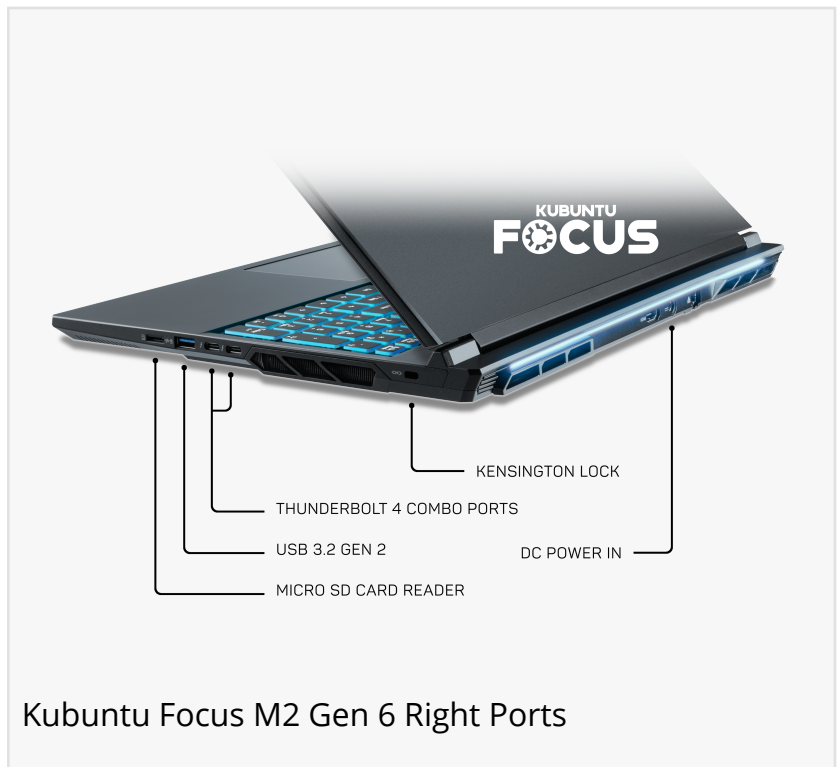 KUBUNTU
FOCUS
KENSINGTON LOCK
THUNDERBOLT 4 COMBO PORTS
USB 3.2 GEN 2
DC POWER IN
MICRO SD CARD READER
Kubuntu Focus M2 Gen 6 Right Ports